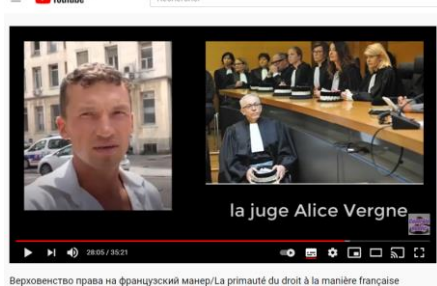 YouTube
Rechercher
la juge Alice Vergne
28:05 / 35:21
Верховенство права на французский манер/La primauté du droit à la manière française